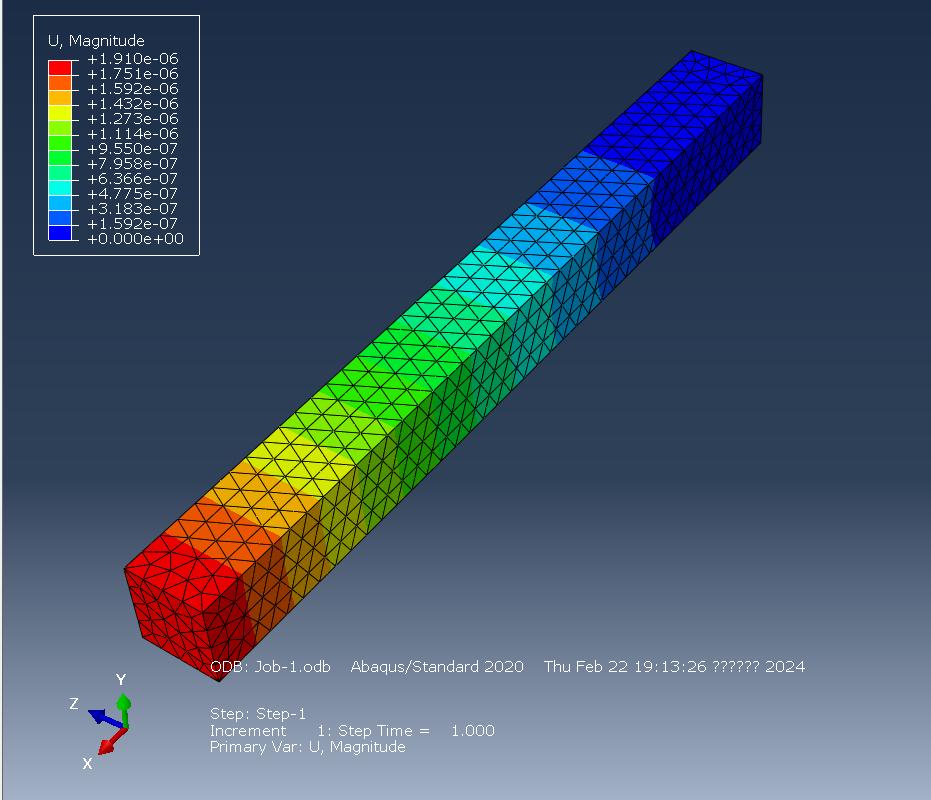 U, Magnitude
+1.910e-06
+1.751e-06
+1.592e-06
+1.432e-06
+1.273e-06
+1.114e-06
+9.550e-07
+7.958e-07
+6.366e-07
+4.775e-07
+3.183e-07
+1.592e-07
+0.000e+00
ODB: Job-1.odb Abaqus/Standard 2020 Thu Feb 22 19:13:26 ?????? 2024
Y
Z
X
Step: Step-1
Increment 1: Step Time = 1.000
Primary Var: U, Magnitude